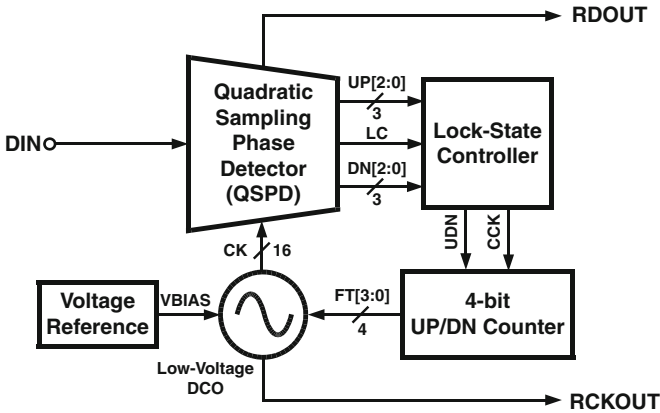 RDOUT
Quadratic
Sampling
Phase
Detector
(QSPD)
UP[2:0]
3
LC
DN[2:0]
3
Lock-State
Controller
DIN
UDN
CCK
CK
16
Voltage
Reference
VBIAS
FT[3:0]
4
4-bit
UP/DN Counter
Low-Voltage
DCO
RCKOUT